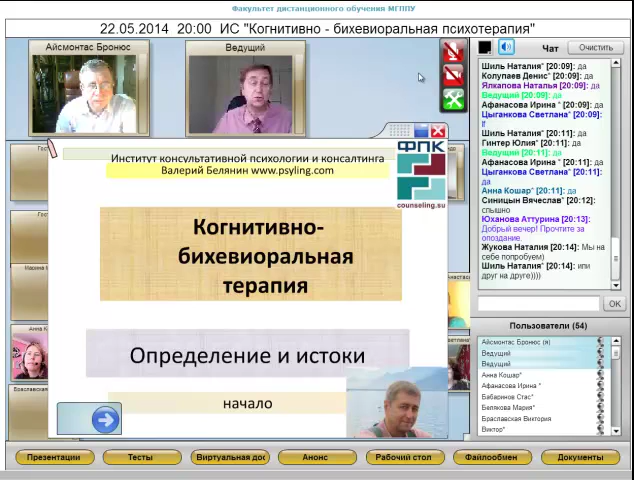 Факультет дистанционного обучения МГППУ
22.05.2014 20:00 ИС "Когнитивно - бихевиоральная психотерапия"
Айсмонтас Бронюс
Ведущий
Чат
Очистить
Шиль Наталия* [20:09]: да
Колупаев Денис* [20:09]: да
Ялкапова Наталья* [20:09]: да
Ведущий [20:09]: да
Афанасова Ирина * [20:09]: да
Цыганкова Светлана* [20:09]:
lf
Шиль Наталия* [20:11]: да
Гинтер Юлия* [20:11]: да
Ведущий [20:11]: да
Афанасова Ирина * [20:11]: да
Цыганкова Светлана* [20:11]:
да
Анна Кошар* [20:11]: да
Синицын Вячеслав* [20:12]:
слышно
Юханова Аттурина [20:13]:
Добрый вечер! Прочтите за
опоздание.
Жукова Наталия [20:14]: Мы на
себе попробуем)
Шиль Наталия* [20:14]: или
друг на друге))))
OK
Институт консультативной психологии и консалтинга
Валерий Белянин www.psyling.com
ФПК
counseling.su
Когнитивно-
бихевиоральная
терапия
Определение и истоки
начало
Пользователи (54)
Айсмонтас Бронюс (в)
Ведущий
Ведущий
Анна Кошар*
Афанасова Ирина *
Бабаринов Стас*
Белякова Мария*
Браславская Виктория
Виктор*
Презентации
Тесты
Виртуальная дос
Анонс
Рабочий стол
Файлообмен
Документы